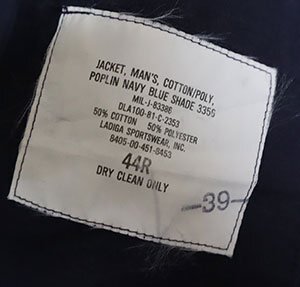 JACKET, MAN'S, COTTON/POLY,
POPLIN NAVY BLUE SHADE 3356
MIL-J-83386
DLA100-81-C-2353
50% COTTON 50% POLYESTER
LADIGA SPORTSWEAR, INC.
8405-00-451-8453
44R
DRY CLEAN ONLY
-39-